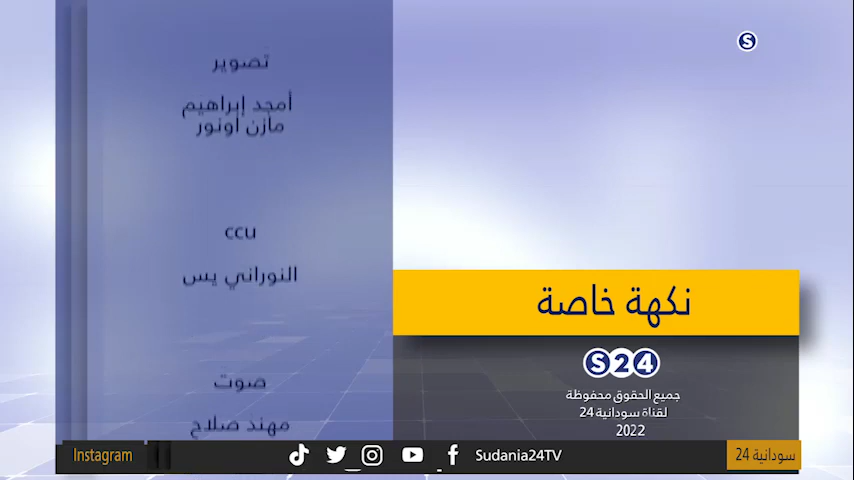 S
تصوير
أمجد إبراهيم
مازن اونور
ccu
النوراني يس
صوت
مهند صلاح
نكهة خاصة
S24
جميع الحقوق محفوظة
لقناة سودانية 24
2022
Instagram
Sudania24TV
سودانية 24